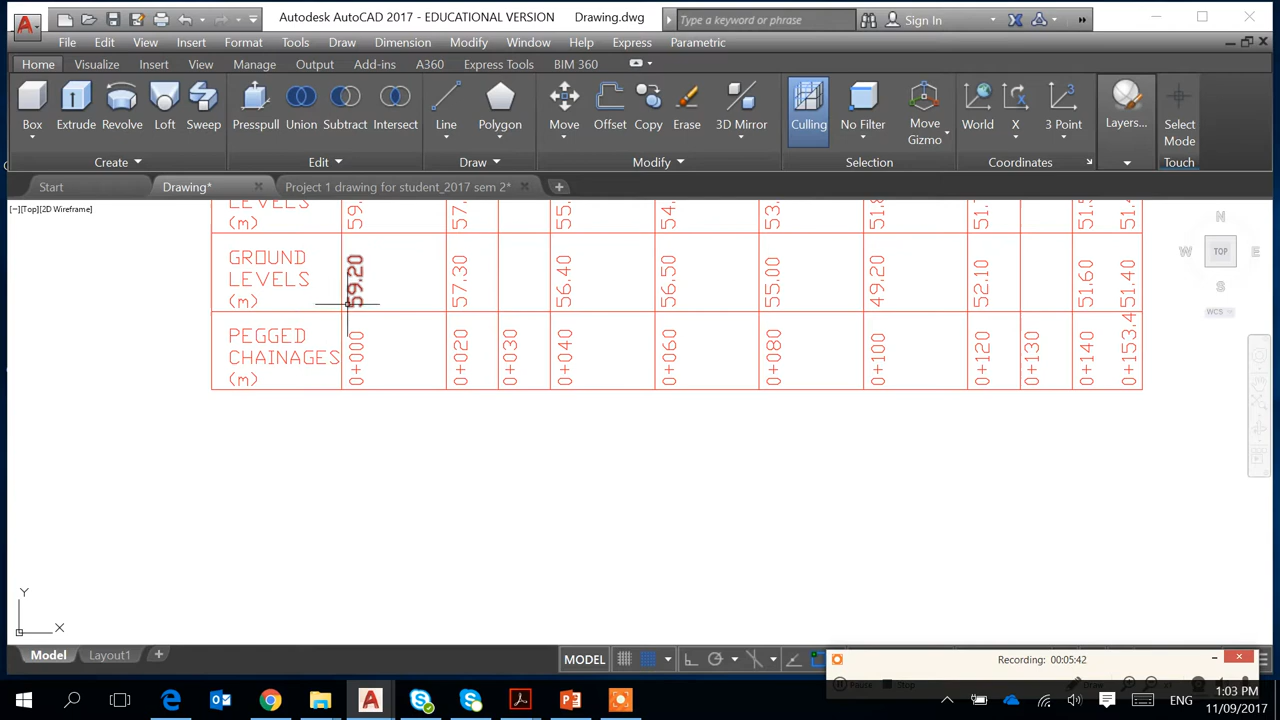 Autodesk AutoCAD 2017 - EDUCATIONAL VERSION Drawing.dwg
Type a keyword or phrase
Sign In
File Edit View Insert Format Tools Draw Dimension Modify Window Help Express Parametric
Home Visualize Insert View Manage Output Add-ins A360 Express Tools BIM 360
Box Extrude Revolve Loft Sweep
Presspull Union Subtract Intersect
Line Polygon
Move Offset Copy Erase 3D Mirror
Culling No Filter Move Gizmo
World X 3 Point
Layers...
Select Mode
Create Edit Draw Modify Selection Coordinates Touch
Start Drawing* Project 1 drawing for student_2017 sem 2*
[−][Top][2D Wireframe]
N
W TOP E
S
WCS
LEVELS
(m)
GROUND
LEVELS
(m)
59.20 57.30 56.40 56.50 55.00 49.20 52.10 51.60 51.40
PEGGED
CHAINAGES
(m)
0+000 0+020 0+030 0+040 0+060 0+080 0+100 0+120 0+130 0+140 0+153.4
Y
X
Model Layout1
MODEL
Recording: 00:05:42
Pause Stop
Draw
ENG
1:03 PM
11/09/2017